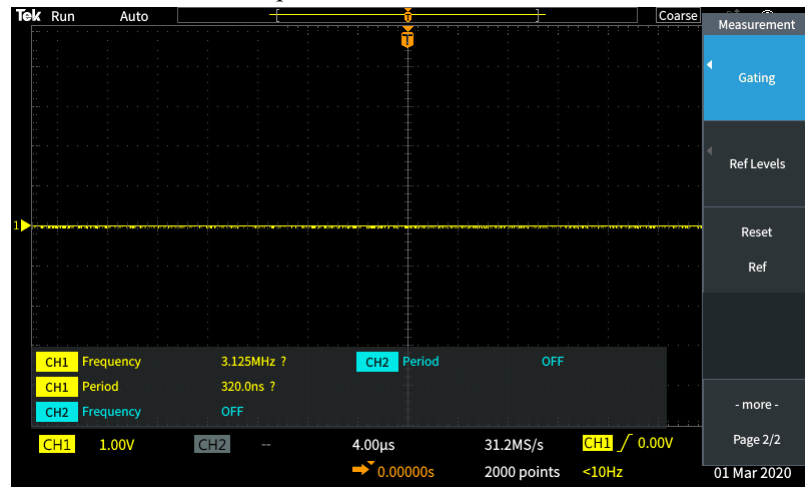 Tek Run Auto Coarse
T
T
Measurement
Gating
Ref Levels
1
Reset
Ref
CH1 Frequency 3.125MHz ? CH2 Period OFF
CH1 Period 320.0ns ?
CH2 Frequency OFF
- more -
Page 2/2
CH1 1.00V CH2 -- 4.00µs 31.2MS/s CH1 0.00V
0.00000s 2000 points <10Hz 01 Mar 2020